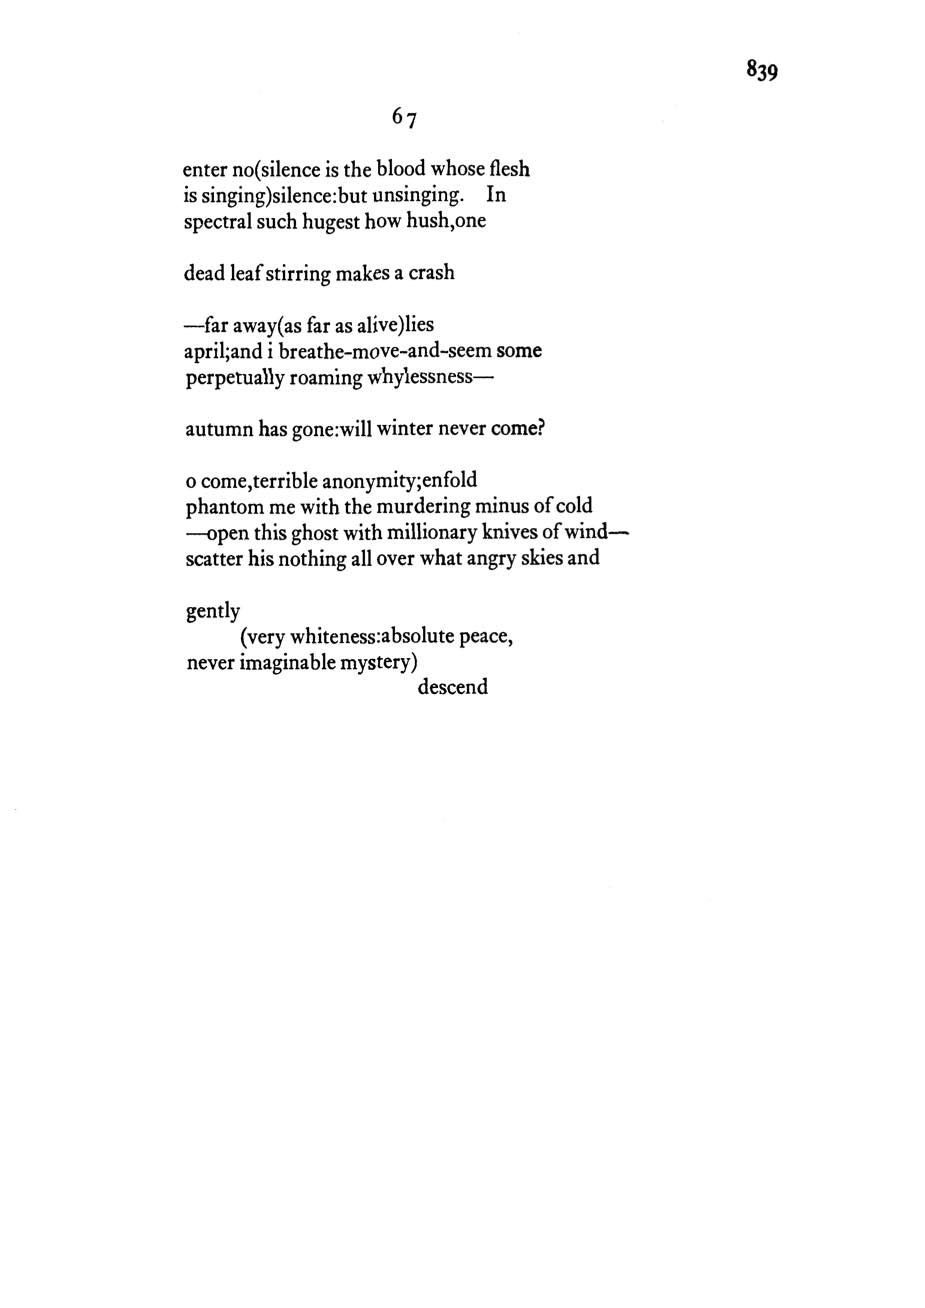 839
67
enter no(silence is the blood whose flesh
is singing)silence:but unsinging. In
spectral such hugest how hush,one
dead leaf stirring makes a crash
—far away(as far as alive)lies
april;and i breathe-move-and-seem some
perpetually roaming whylessness—
autumn has gone:will winter never come?
o come,terrible anonymity;enfold
phantom me with the murdering minus of cold
—open this ghost with millionary knives of wind—
scatter his nothing all over what angry skies and
gently
(very whiteness:absolute peace,
never imaginable mystery)
descend